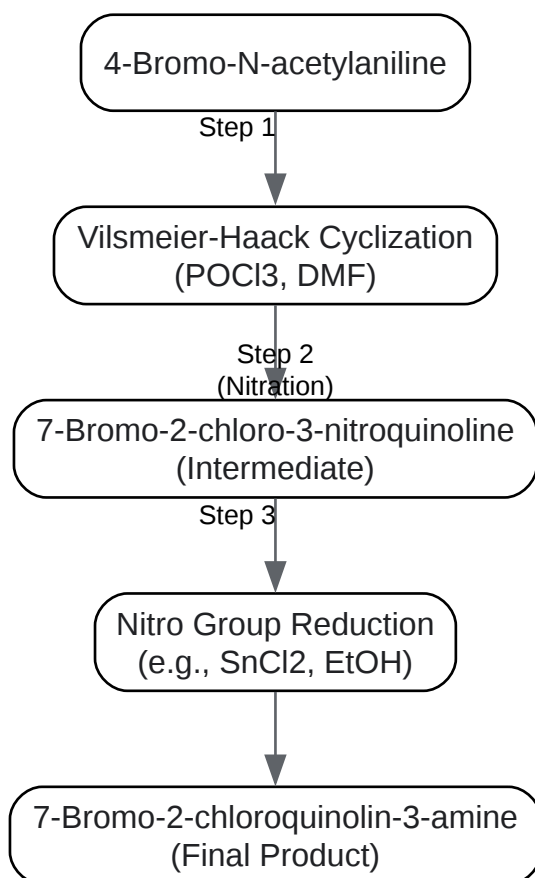 4-Bromo-N-acetylaniline
Step 1
Vilsmeier-Haack Cyclization
(POCl3, DMF)
Step 2
(Nitration)
7-Bromo-2-chloro-3-nitroquinoline
(Intermediate)
Step 3
Nitro Group Reduction
(e.g., SnCl2, EtOH)
7-Bromo-2-chloroquinolin-3-amine
(Final Product)